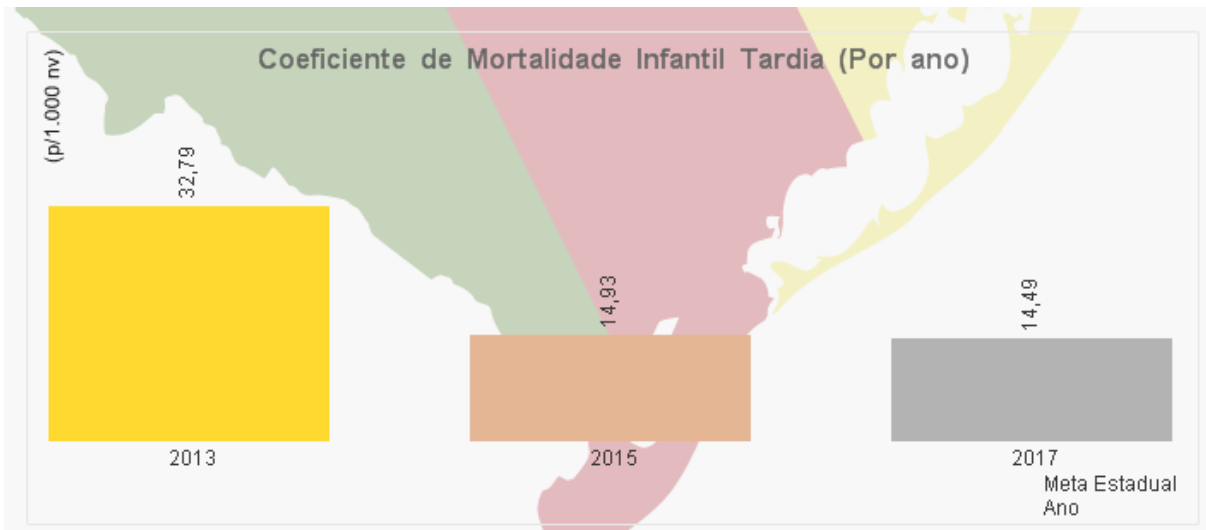 Coeficiente de Mortalidade Infantil Tardia (Por ano)
(p/1.000 nv)
32,79
14,93
14,49
2013
2015
2017
Meta Estadual
Ano